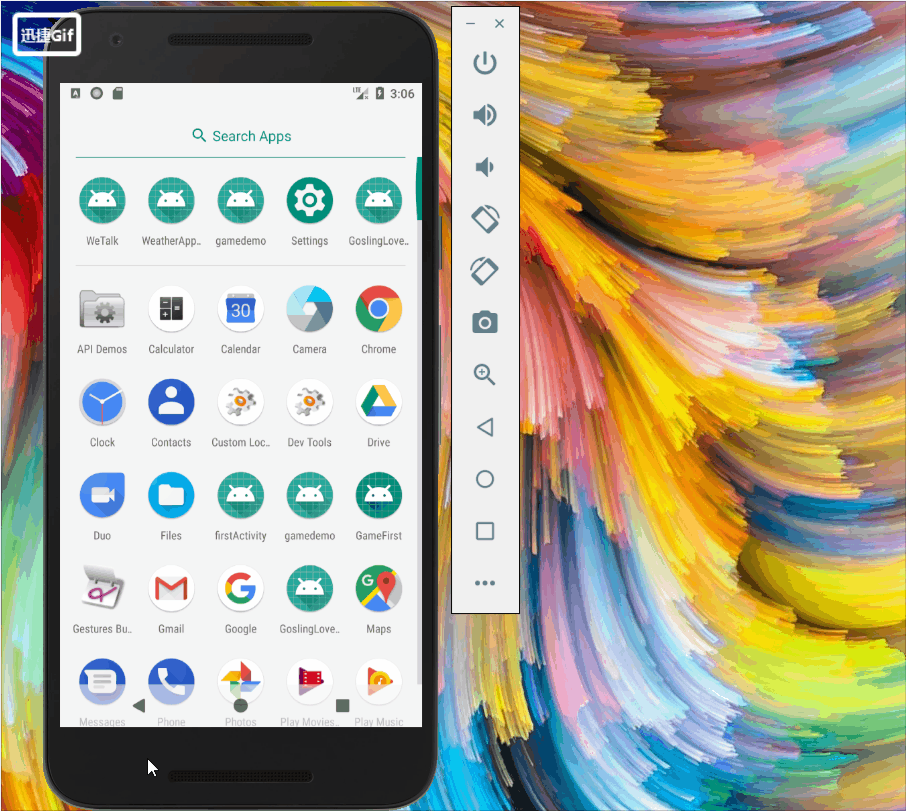 迅捷Gif
LTE 3:06
Search Apps
WeTalk WeatherApp.. gamedemo Settings GoslingLove..
30
API Demos Calculator Calendar Camera Chrome
Clock Contacts Custom Loc.. Dev Tools Drive
Duo Files firstActivity gamedemo GameFirst
G
Gestures Bu.. Gmail Google GoslingLove.. Maps
Messages Phone Photos Play Movies.. Play Music